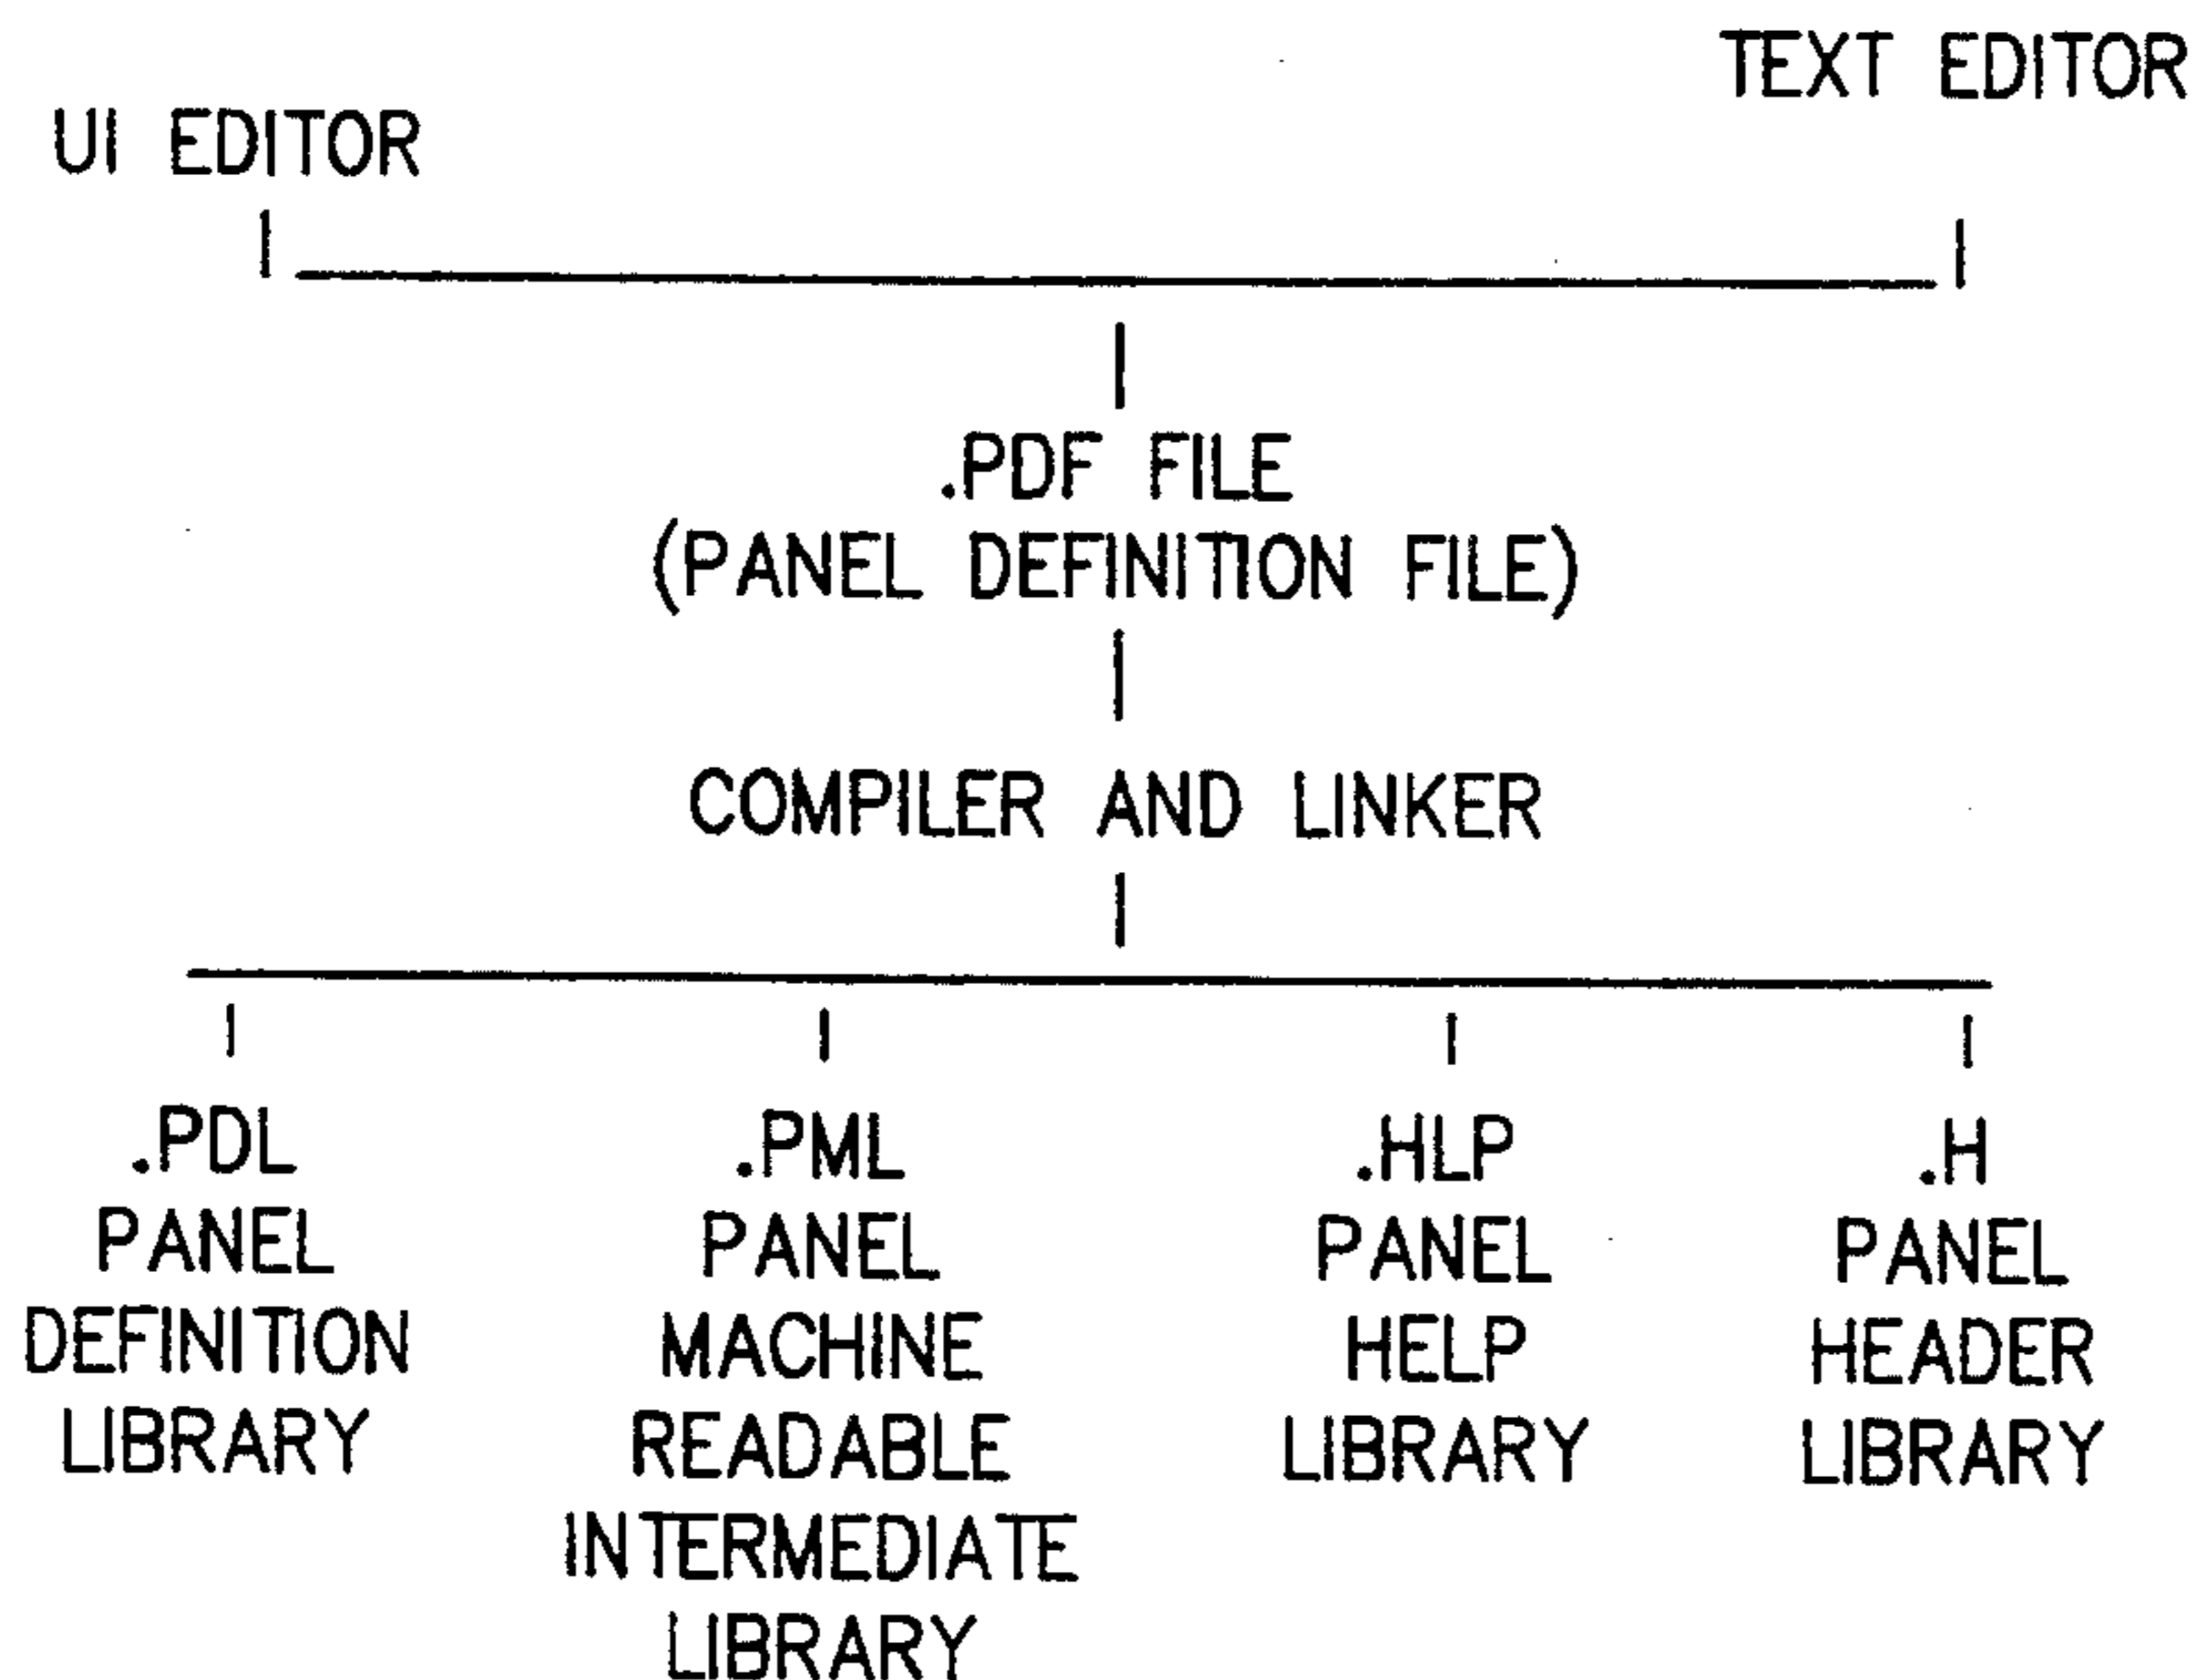 TEXT EDITOR
UI EDITOR
.PDF FILE
(PANEL DEFINITION FILE)
COMPILER AND LINKER
.PDL
PANEL
DEFINITION
LIBRARY
.PML
PANEL
MACHINE
READABLE
INTERMEDIATE
LIBRARY
.HLP
PANEL
HELP
LIBRARY
.H
PANEL
HEADER
LIBRARY